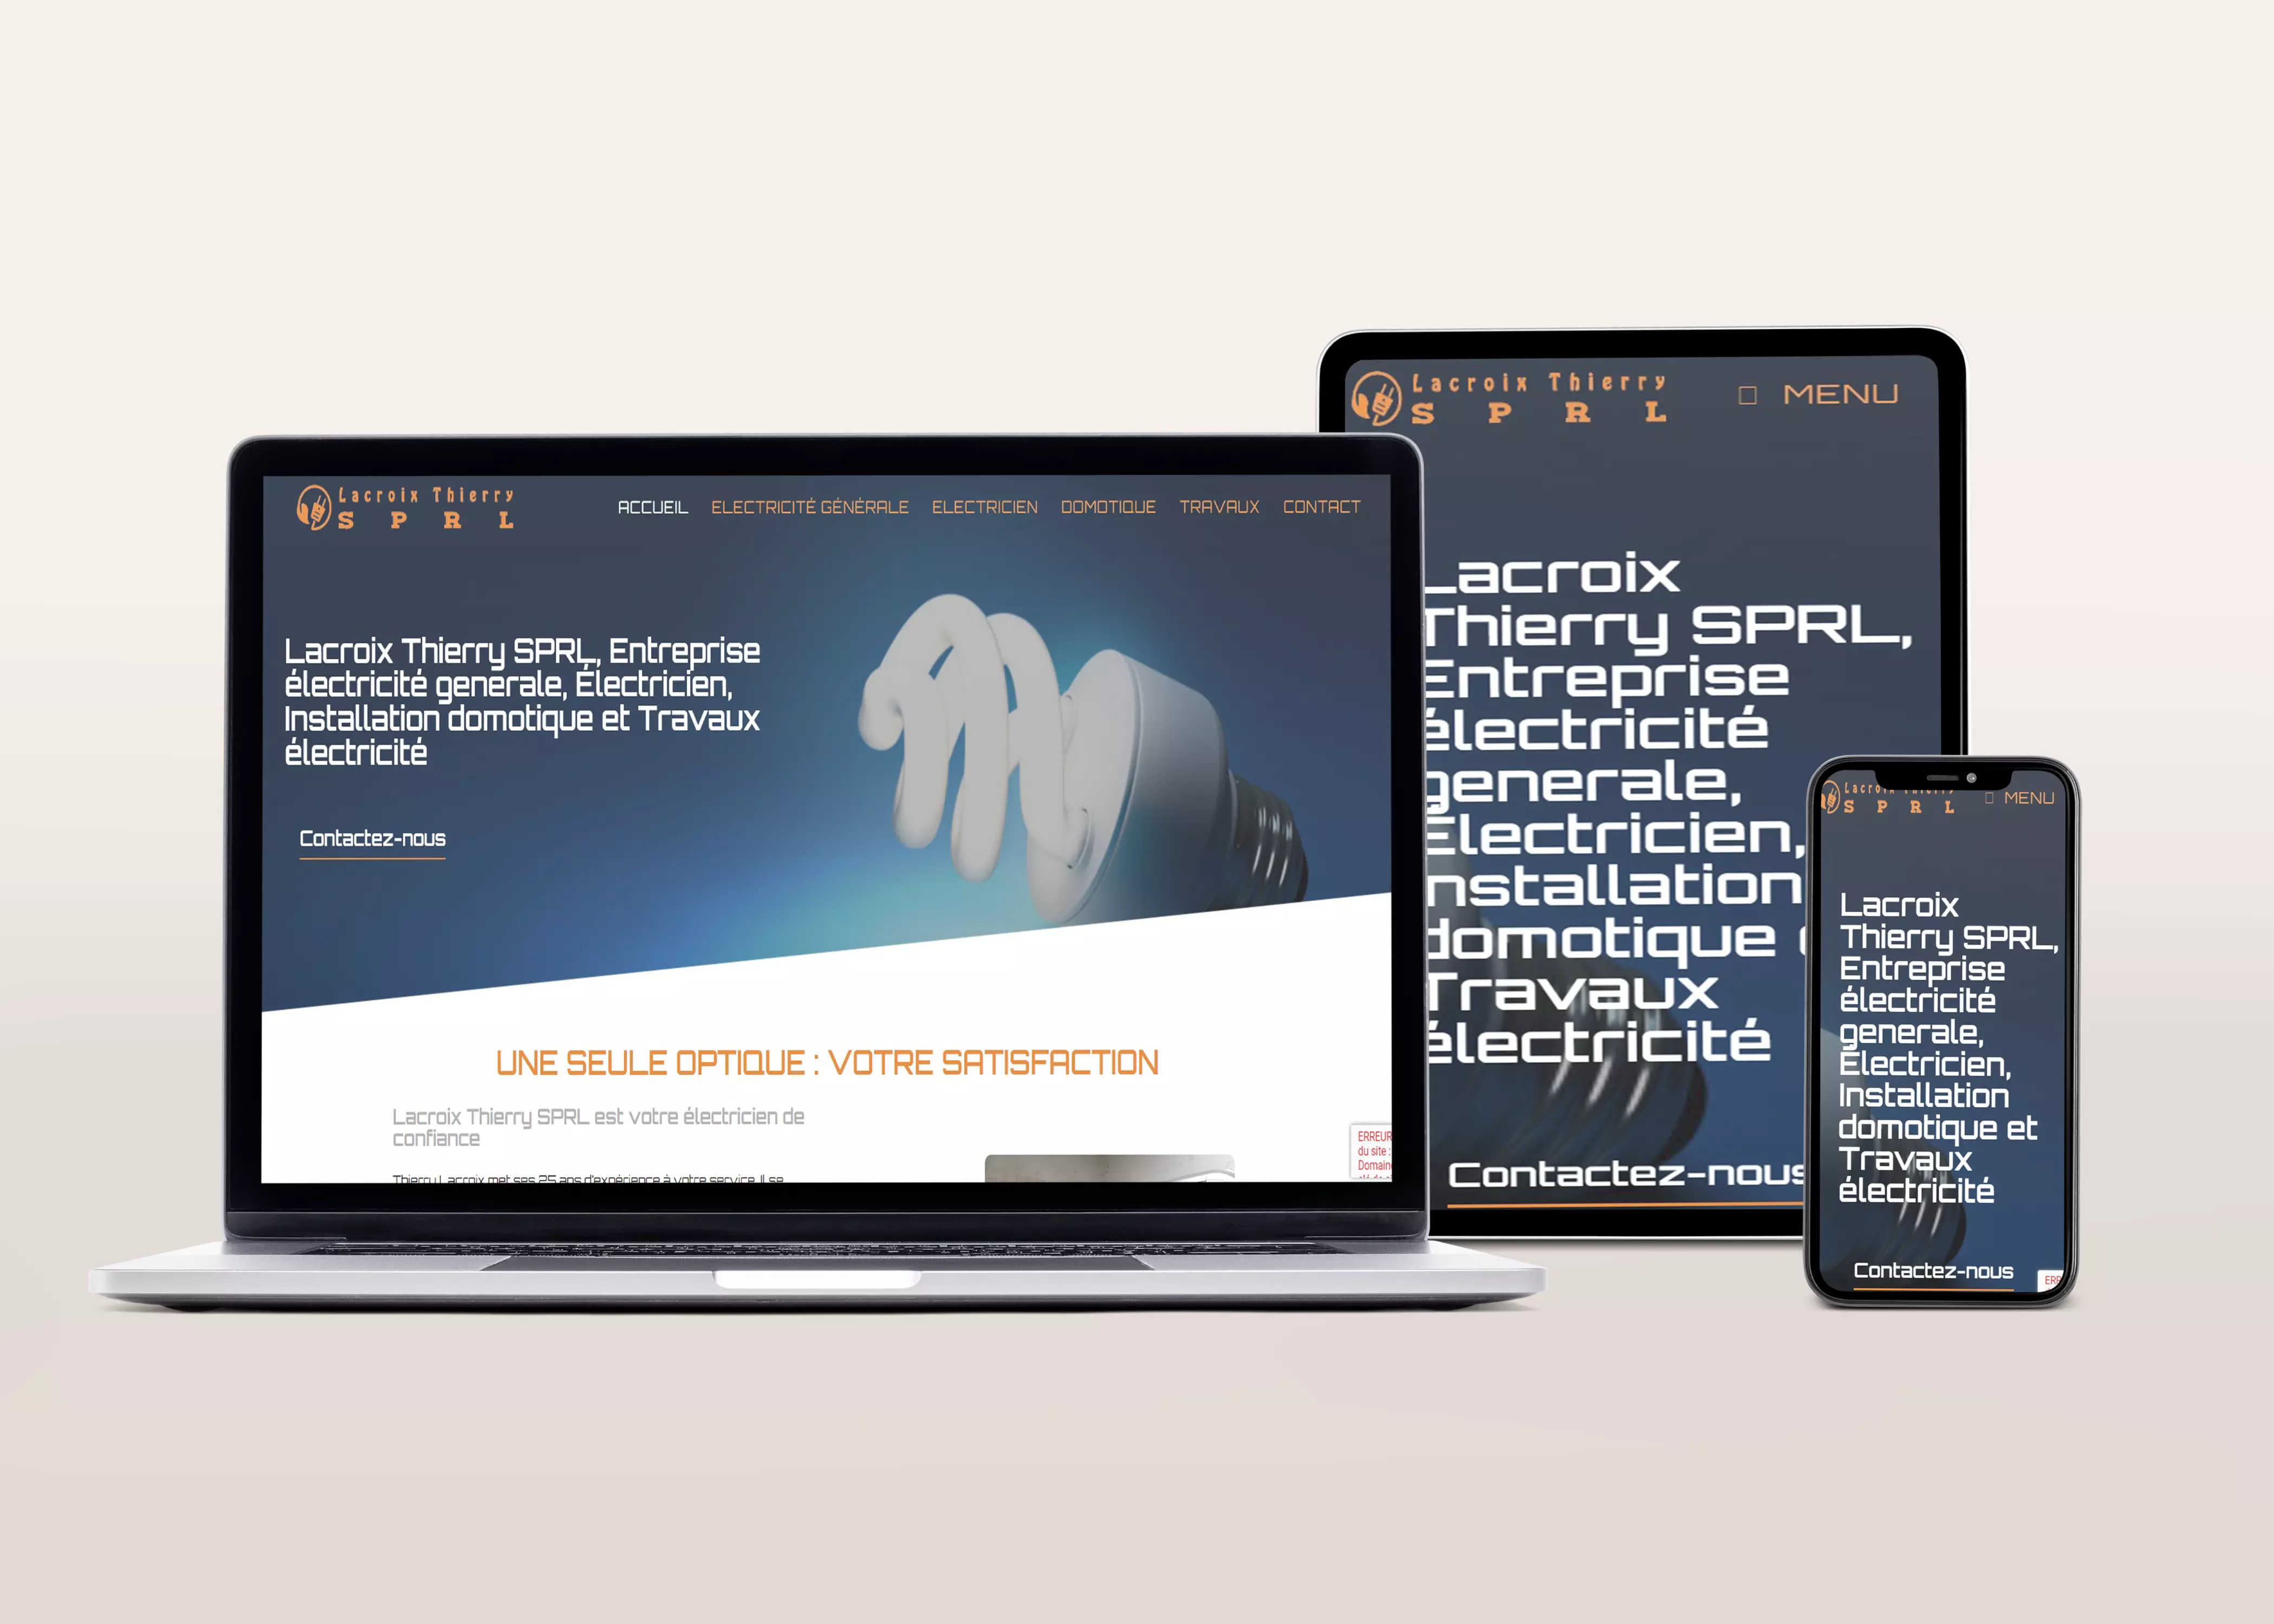 Lacroix Thierry
S P R L
ACCUEIL ELECTRICITÉ GÉNÉRALE ELECTRICIEN DOMOTIQUE TRAVAUX CONTACT
Lacroix Thierry SPRL, Entreprise
électricité generale, Électricien,
Installation domotique et Travaux
électricité
Contactez-nous
UNE SEULE OPTIQUE : VOTRE SATISFACTION
Lacroix Thierry SPRL est votre électricien de
confiance
Thierry Lacroix met ses 25 ans d'expérience à votre service. Il se
ERREUR
du site :
Domaine
Lacroix Thierry
S P R L
MENU
Lacroix
Thierry SPRL,
Entreprise
électricité
generale,
Électricien,
Installation
domotique
Travaux
électricité
Contactez-nous
Lacroix Thierry
S P R L
MENU
Lacroix
Thierry SPRL,
Entreprise
électricité
generale,
Électricien,
Installation
domotique et
Travaux
électricité
Contactez-nous
ERR